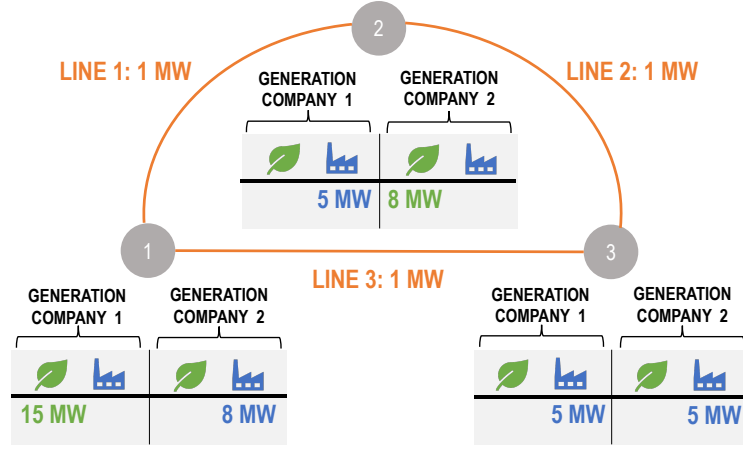 2
LINE 1: 1 MW
LINE 2: 1 MW
GENERATION
COMPANY 1
GENERATION
COMPANY 2
5 MW
8 MW
1
3
LINE 3: 1 MW
GENERATION
COMPANY 1
GENERATION
COMPANY 2
15 MW
8 MW
GENERATION
COMPANY 1
GENERATION
COMPANY 2
5 MW
5 MW